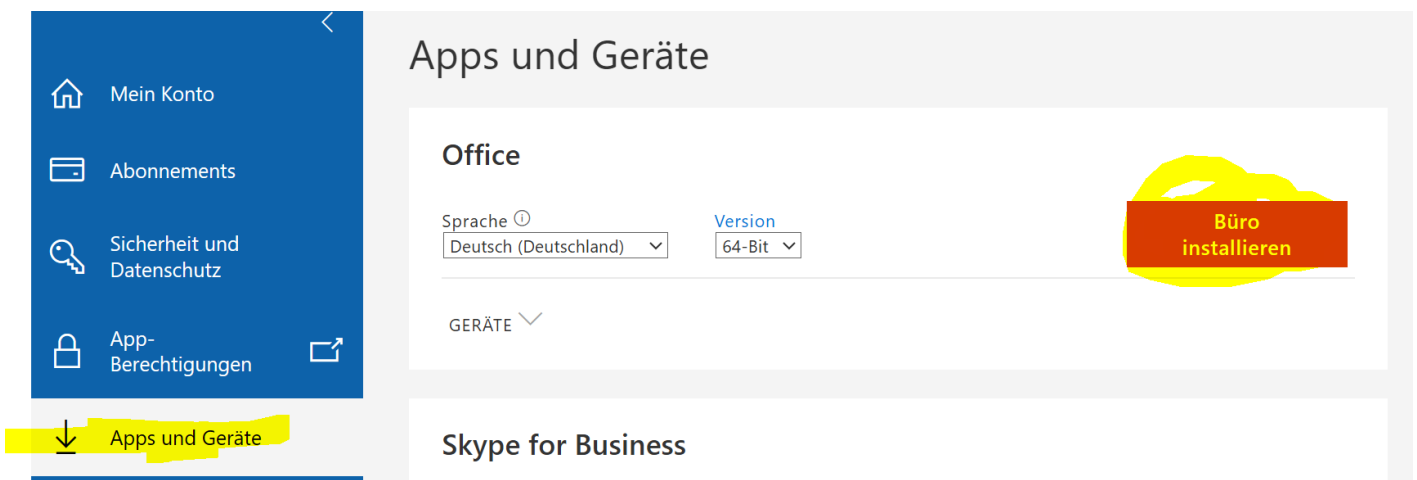 Mein Konto
Abonnements
Sicherheit und
Datenschutz
App-
Berechtigungen
Apps und Geräte
Apps und Geräte
Office
Sprache
Version
Deutsch (Deutschland)
64-Bit
Büro
installieren
GERÄTE
Skype for Business